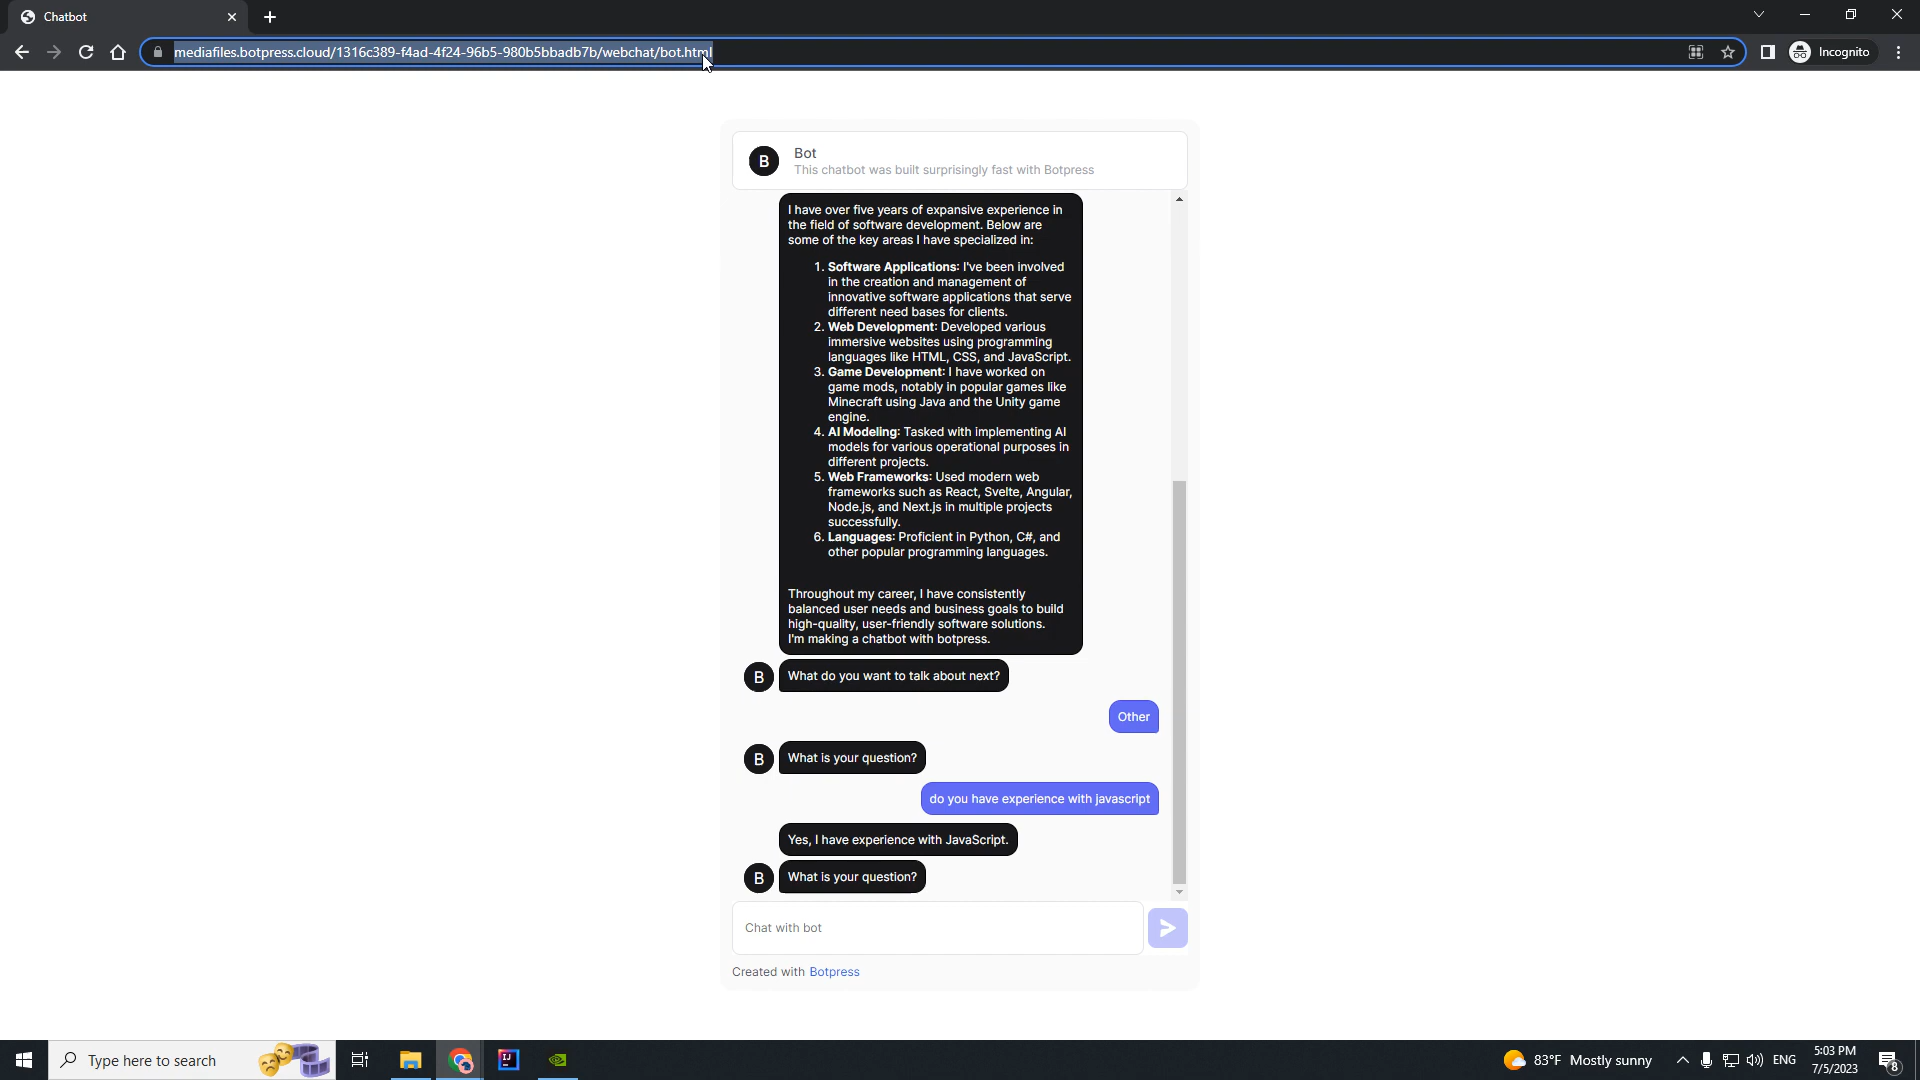 Chatbot
mediafiles.botpress.cloud/1316c389-f4ad-4f24-96b5-980b5bbadb7b/webchat/bot.html
Incognito
B
Bot
This chatbot was built surprisingly fast with Botpress
I have over five years of expansive experience in
the field of software development. Below are
some of the key areas I have specialized in:
1. Software Applications: I've been involved
in the creation and management of
innovative software applications that serve
different need bases for clients.
2. Web Development: Developed various
immersive websites using programming
languages like HTML, CSS, and JavaScript.
3. Game Development: I have worked on
game mods, notably in popular games like
Minecraft using Java and the Unity game
engine.
4. AI Modeling: Tasked with implementing AI
models for various operational purposes in
different projects.
5. Web Frameworks: Used modern web
frameworks such as React, Svelte, Angular,
Node.js, and Next.js in multiple projects
successfully.
6. Languages: Proficient in Python, C#, and
other popular programming languages.
Throughout my career, I have consistently
balanced user needs and business goals to build
high-quality, user-friendly software solutions.
I'm making a chatbot with botpress.
B
What do you want to talk about next?
Other
B
What is your question?
do you have experience with javascript
Yes, I have experience with JavaScript.
B
What is your question?
Chat with bot
Created with Botpress
Type here to search
IJ
83°F Mostly sunny
ENG
5:03 PM
7/5/2023
8